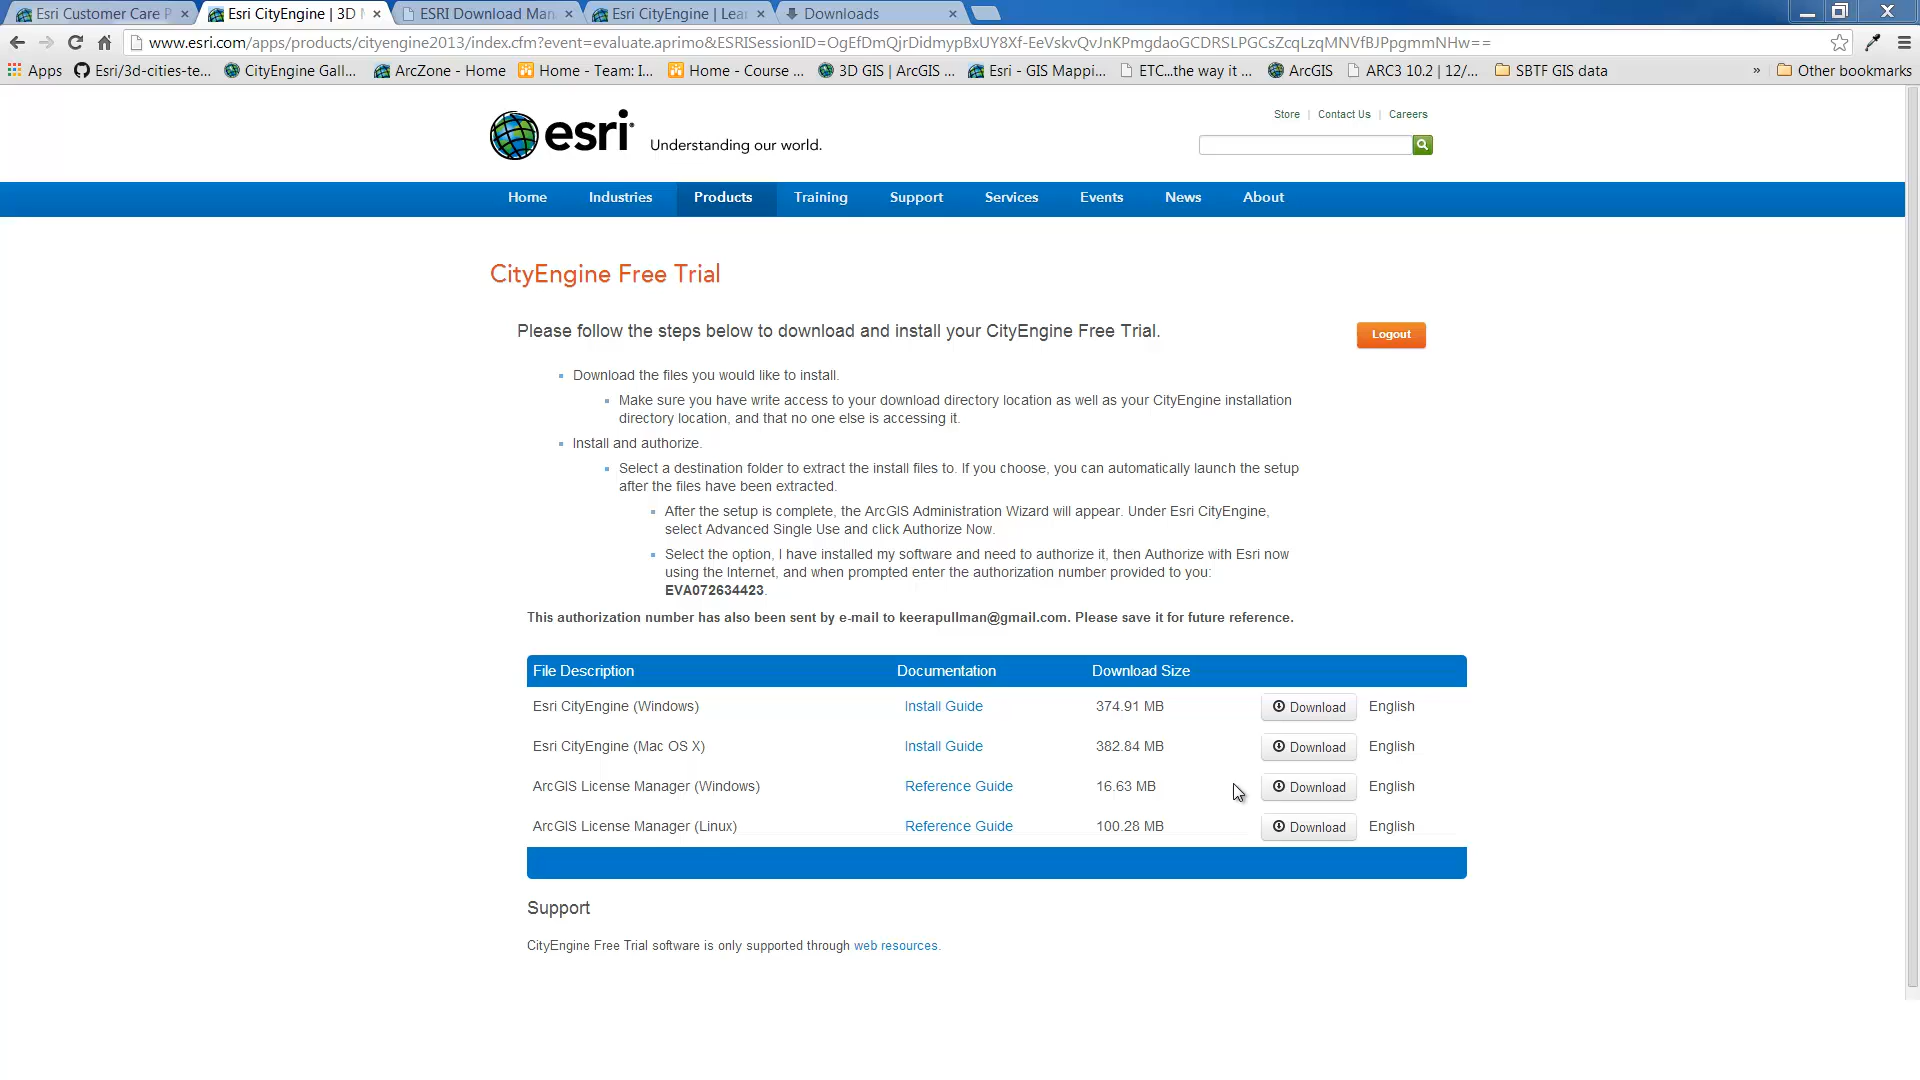 Esri Customer Care P
Esri CityEngine | 3D M
ESRI Download Man
Esri CityEngine | Lear
Downloads
www.esri.com/apps/products/cityengine2013/index.cfm?event=evaluate.aprimo&ESRISessionID=OgEfDmQjrDidmypBxUY8Xf-EeVskvQvJnKPmgdaoGCDRSLPGCsZcqLzqMNVfBJPpgmmNHw==
Apps Esri/3d-cities-te... CityEngine Gall... ArcZone - Home Home - Team: I... Home - Course ... 3D GIS | ArcGIS ... Esri - GIS Mappi... ETC...the way it ... ArcGIS ARC3 10.2 | 12/... SBTF GIS data » Other bookmarks
Store | Contact Us | Careers
esri Understanding our world.
Home Industries Products Training Support Services Events News About
CityEngine Free Trial
Please follow the steps below to download and install your CityEngine Free Trial.
Logout
Download the files you would like to install.
Make sure you have write access to your download directory location as well as your CityEngine installation
directory location, and that no one else is accessing it.
Install and authorize.
Select a destination folder to extract the install files to. If you choose, you can automatically launch the setup
after the files have been extracted.
After the setup is complete, the ArcGIS Administration Wizard will appear. Under Esri CityEngine,
select Advanced Single Use and click Authorize Now.
Select the option, I have installed my software and need to authorize it, then Authorize with Esri now
using the Internet, and when prompted enter the authorization number provided to you:
EVA072634423.
This authorization number has also been sent by e-mail to keerapullman@gmail.com. Please save it for future reference.
File Description Documentation Download Size
Esri CityEngine (Windows) Install Guide 374.91 MB Download English
Esri CityEngine (Mac OS X) Install Guide 382.84 MB Download English
ArcGIS License Manager (Windows) Reference Guide 16.63 MB Download English
ArcGIS License Manager (Linux) Reference Guide 100.28 MB Download English
Support
CityEngine Free Trial software is only supported through web resources.